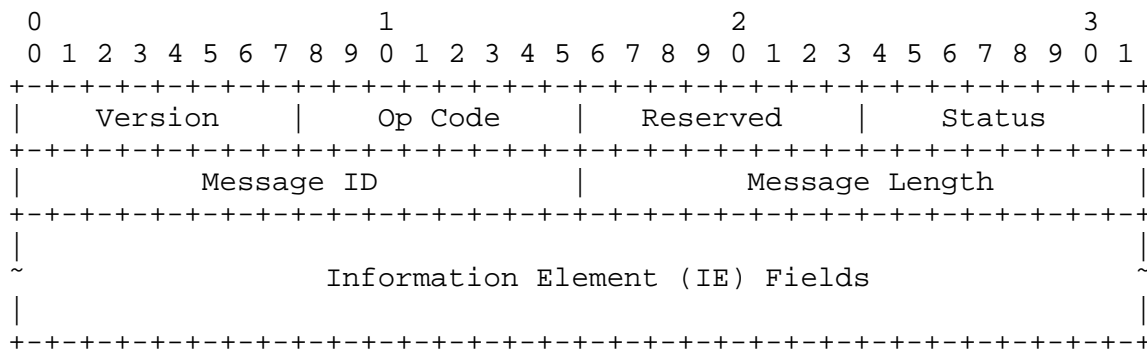 0                   1                   2                   3
 0 1 2 3 4 5 6 7 8 9 0 1 2 3 4 5 6 7 8 9 0 1 2 3 4 5 6 7 8 9 0 1
+-+-+-+-+-+-+-+-+-+-+-+-+-+-+-+-+-+-+-+-+-+-+-+-+-+-+-+-+-+-+-+-+
|    Version    |    Op Code    |   Reserved    |    Status     |
+-+-+-+-+-+-+-+-+-+-+-+-+-+-+-+-+-+-+-+-+-+-+-+-+-+-+-+-+-+-+-+-+
|          Message ID           |         Message Length        |
+-+-+-+-+-+-+-+-+-+-+-+-+-+-+-+-+-+-+-+-+-+-+-+-+-+-+-+-+-+-+-+-+
|                                                               |
~                 Information Element (IE) Fields               ~
|                                                               |
+-+-+-+-+-+-+-+-+-+-+-+-+-+-+-+-+-+-+-+-+-+-+-+-+-+-+-+-+-+-+-+-+